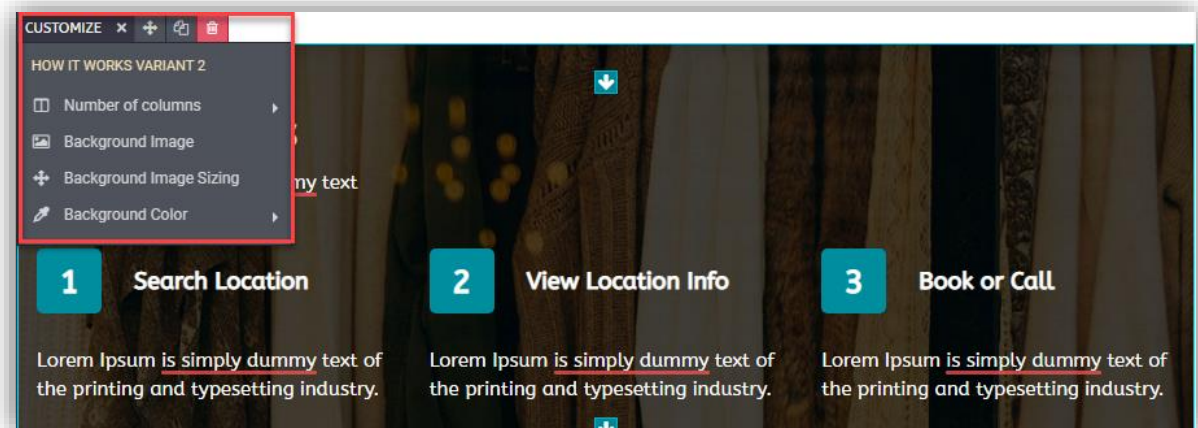 CUSTOMIZE
HOW IT WORKS VARIANT 2
Number of columns
Background Image
Background Image Sizing
Background Color
my text
1 Search Location
2 View Location Info
3 Book or Call
Lorem Ipsum is simply dummy text of
the printing and typesetting industry.
Lorem Ipsum is simply dummy text of
the printing and typesetting industry.
Lorem Ipsum is simply dummy text of
the printing and typesetting industry.